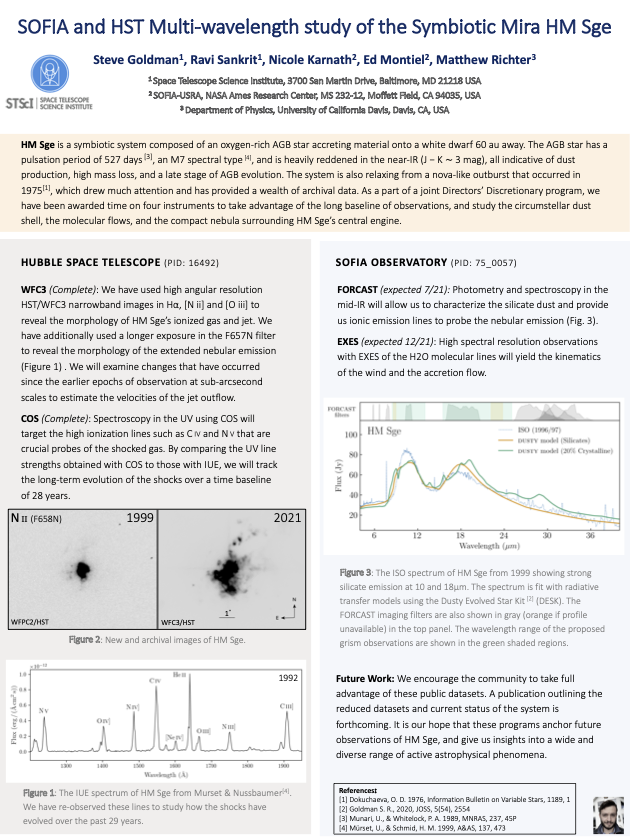 SOFIA and HST Multi-wavelength study of the Symbiotic Mira HM Sge
Steve Goldman1, Ravi Sankrit1, Nicole Karnath2, Ed Montiel2, Matthew Richter3
1 Space Telescope Science Institute, 3700 San Martin Drive, Baltimore, MD 21218 USA
2 SOFIA-USRA, NASA Ames Research Center, MS 232-12, Moffett Field, CA 94035, USA
3 Department of Physics, University of California Davis, Davis, CA, USA
STScI | SPACE TELESCOPE
SCIENCE INSTITUTE
HM Sge is a symbiotic system composed of an oxygen-rich AGB star accreting material onto a white dwarf 60 au away. The AGB star has a
pulsation period of 527 days [3], an M7 spectral type [4], and is heavily reddened in the near-IR (J − K ∼ 3 mag), all indicative of dust
production, high mass loss, and a late stage of AGB evolution. The system is also relaxing from a nova-like outburst that occurred in
1975[1], which drew much attention and has provided a wealth of archival data. As a part of a joint Directors' Discretionary program, we
have been awarded time on four instruments to take advantage of the long baseline of observations, and study the circumstellar dust
shell, the molecular flows, and the compact nebula surrounding HM Sge's central engine.
HUBBLE SPACE TELESCOPE (PID: 16492)
WFC3 (Complete): We have used high angular resolution
HST/WFC3 narrowband images in Hα, [N ii] and [O iii] to
reveal the morphology of HM Sge's ionized gas and jet. We
have additionally used a longer exposure in the F657N filter
to reveal the morphology of the extended nebular emission
(Figure 1) . We will examine changes that have occurred
since the earlier epochs of observation at sub-arcsec
scales to estimate the velocities of the jet outflow.
COS (Complete): Spectroscopy in the UV using COS will
target the high ionization lines such as C IV and N V that are
crucial probes of the shocked gas. By comparing the UV line
strengths obtained with COS to those with IUE, we will track
the long-term evolution of the shocks over a time baseline
of 28 years.
N II (F658N) 1999
WFPC2/HST
2021
WFC3/HST
1"
N
E
Figure 2: New and archival images of HM Sge.
×10⁻¹²
1992
Flux (erg/(Å cm² s))
1.0
0.8
0.6
0.4
0.2
0.0
N V
O IV]
N IV]
C IV
[Ne IV]
He II
O III]
N III]
C III]
1300 1400 1500 1600 1700 1800 1900
Wavelength (Å)
Figure 1: The IUE spectrum of HM Sge from Murset & Nussbaumer[4].
We have re-observed these lines to study how the shocks have
evolved over the past 29 years.
SOFIA OBSERVATORY (PID: 75_0057)
FORCAST (expected 7/21): Photometry and spectroscopy in the
mid-IR will allow us to characterize the silicate dust and provide
us ionic emission lines to probe the nebular emission (Fig. 3).
EXES (expected 12/21): High spectral resolution observations
with EXES of the H2O molecular lines will yield the kinematics
of the wind and the accretion flow.
FORCAST
filters
HM Sge
ISO (1996/97)
DUSTY model (Silicates)
DUSTY model (20% Crystalline)
Flux (Jy)
100
80
60
40
20
6 12 18 24 30 36
Wavelength (μm)
Figure 3: The ISO spectrum of HM Sge from 1999 showing strong
silicate emission at 10 and 18μm. The spectrum is fit with radiative
transfer models using the Dusty Evolved Star Kit [2] (DESK). The
FORCAST imaging filters are also shown in gray (orange if profile
unavailable) in the top panel. The wavelength range of the proposed
grism observations are shown in the green shaded regions.
Future Work: We encourage the community to take full
advantage of these public datasets. A publication outlining the
reduced datasets and current status of the system is
forthcoming. It is our hope that these programs anchor future
observations of HM Sge, and give us insights into a wide and
diverse range of active astrophysical phenomena.
References:
[1] Dokuchaeva, O. D. 1976, Information Bulletin on Variable Stars, 1189, 1
[2] Goldman S. R., 2020, JOSS, 5(54), 2554
[3] Munari, U., & Whitelock, P. A. 1989, MNRAS, 237, 45P
[4] Mürset, U., & Schmid, H. M. 1999, A&AS, 137, 473